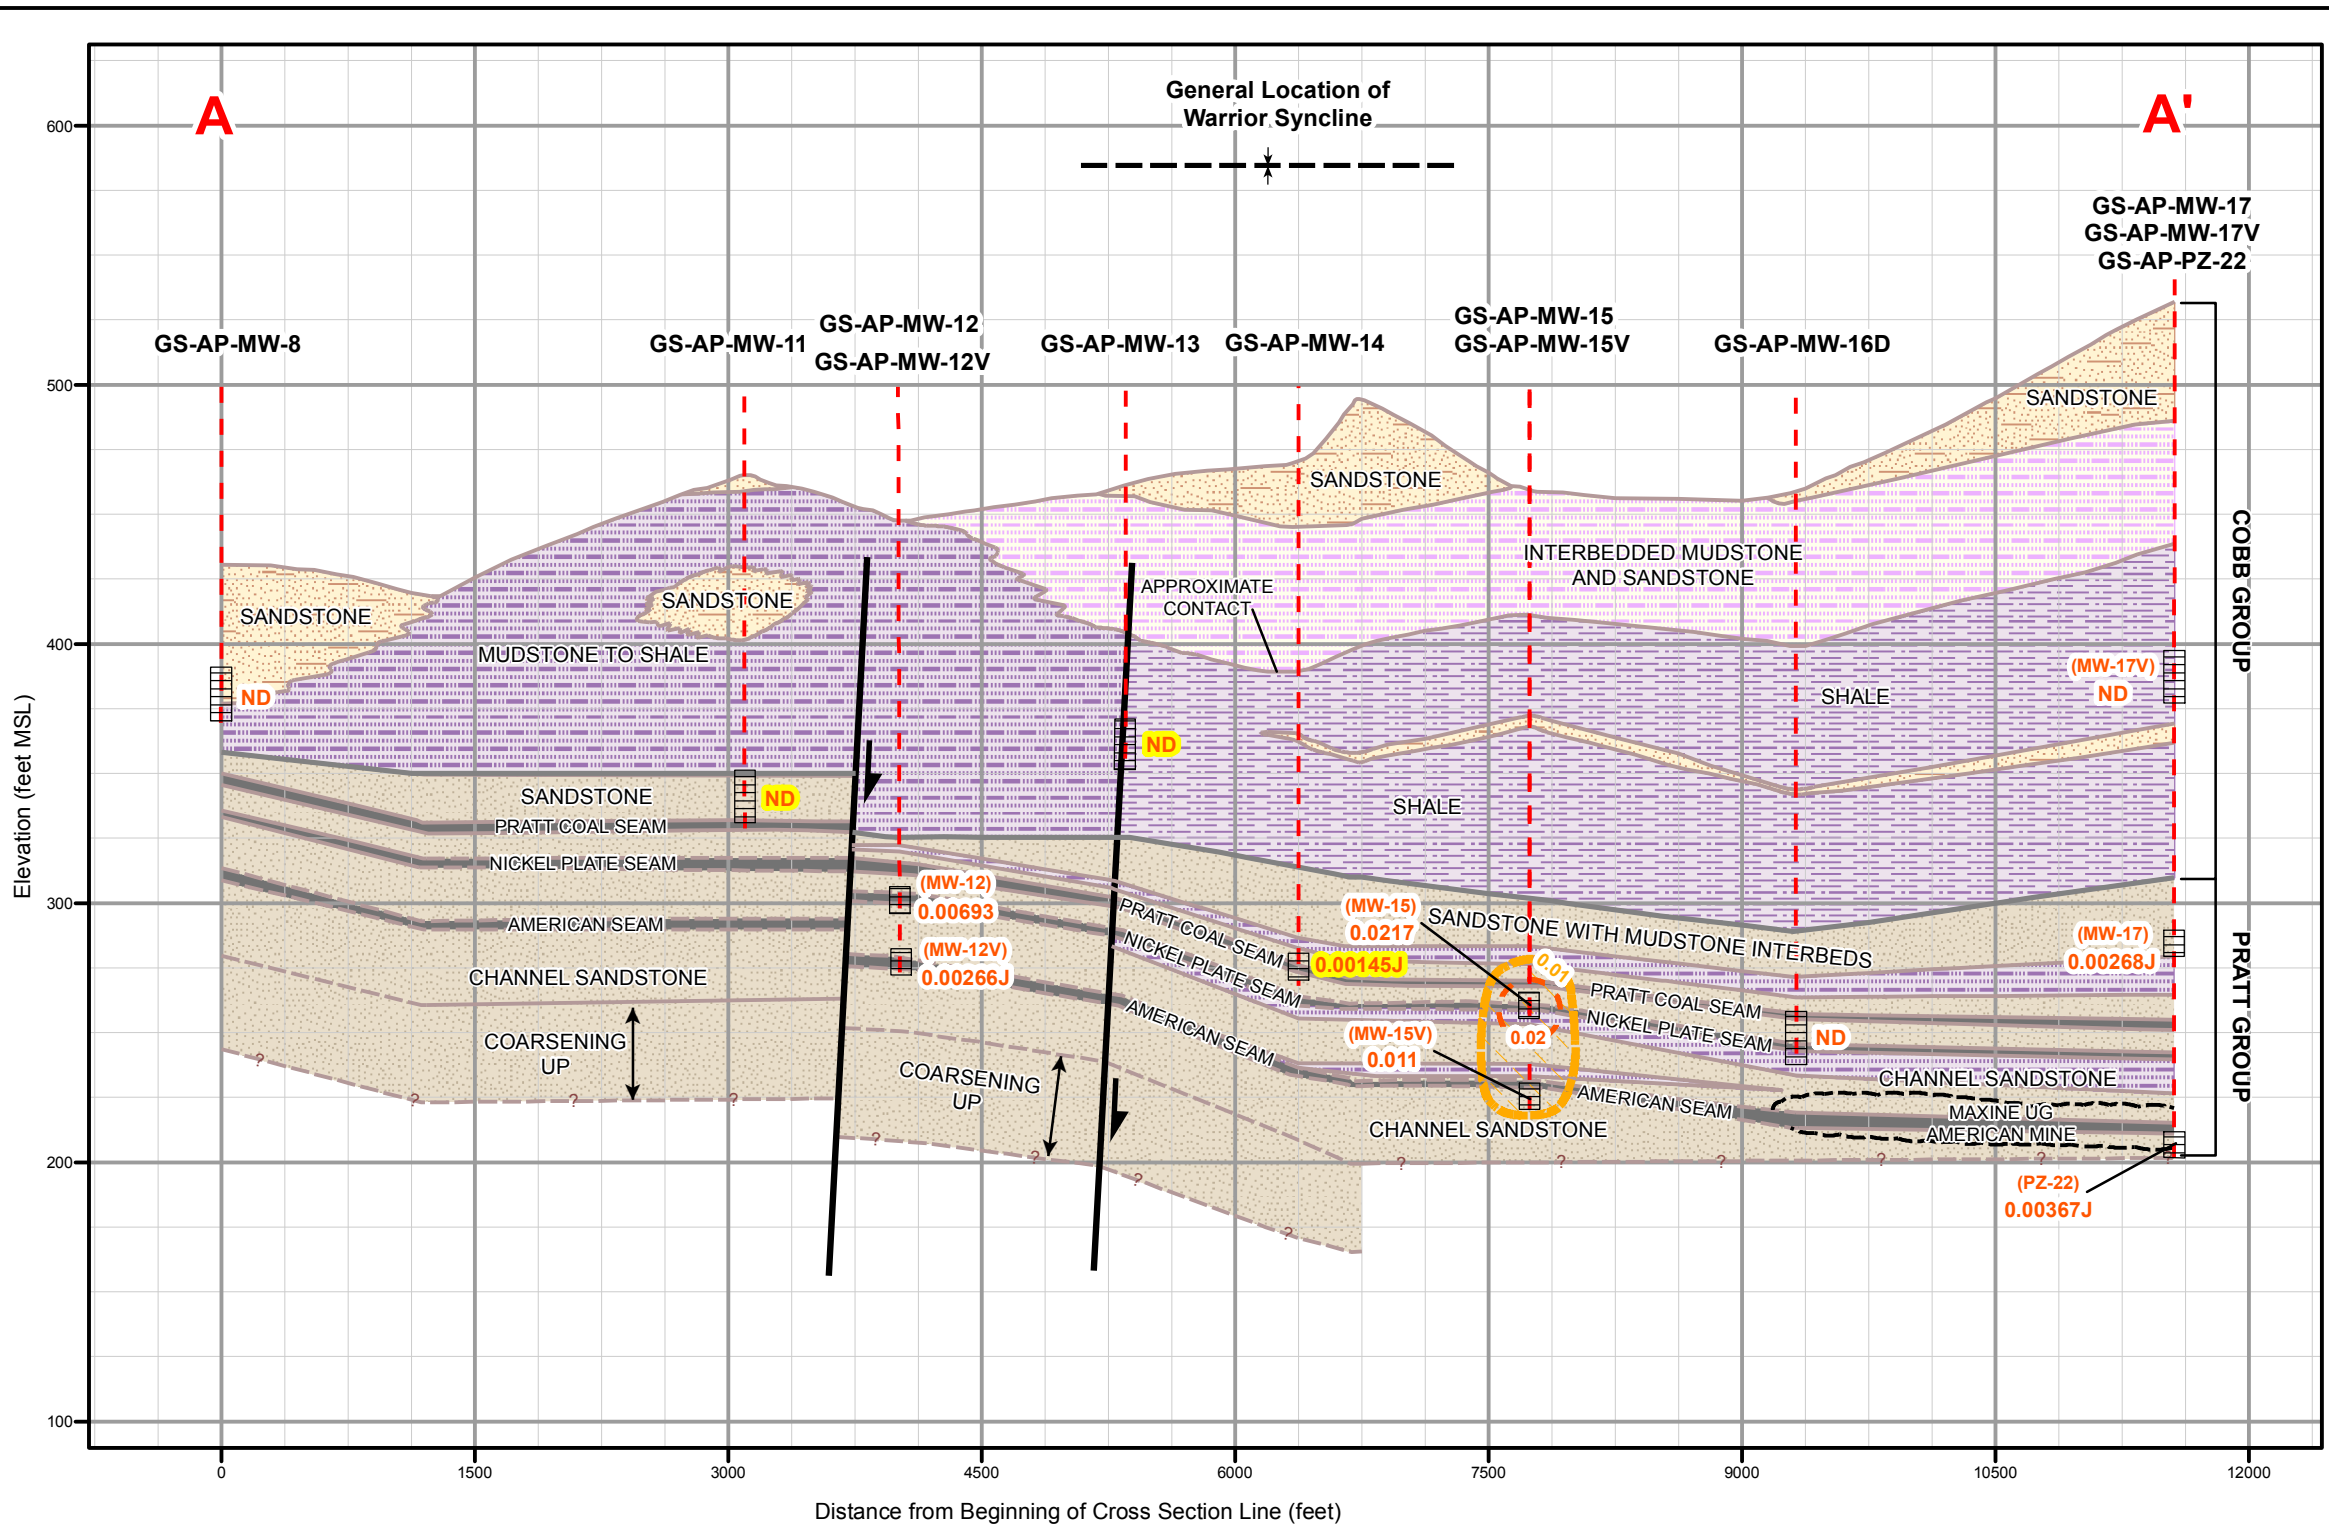 General Location of
Warrior Syncline
A
A'
600
500
400
300
200
100
Elevation (feet MSL)
GS-AP-MW-17
GS-AP-MW-17V
GS-AP-PZ-22
GS-AP-MW-8
GS-AP-MW-11
GS-AP-MW-12
GS-AP-MW-12V
GS-AP-MW-13
GS-AP-MW-14
GS-AP-MW-15
GS-AP-MW-15V
GS-AP-MW-16D
SANDSTONE
SANDSTONE
INTERBEDDED MUDSTONE
AND SANDSTONE
APPROXIMATE
CONTACT
SANDSTONE
SANDSTONE
MUDSTONE TO SHALE
COBB GROUP
(MW-17V)
ND
ND
SHALE
ND
ND
SHALE
SANDSTONE
PRATT COAL SEAM
NICKEL PLATE SEAM
AMERICAN SEAM
CHANNEL SANDSTONE
COARSENING
UP
(MW-12)
0.00693
(MW-12V)
0.00266J
PRATT COAL SEAM
NICKEL PLATE SEAM
AMERICAN SEAM
COARSENING
UP
0.00145J
(MW-15)
0.0217
SANDSTONE WITH MUDSTONE INTERBEDS
0.01
0.02
(MW-15V)
0.011
PRATT COAL SEAM
NICKEL PLATE SEAM
AMERICAN SEAM
CHANNEL SANDSTONE
ND
(MW-17)
0.00268J
PRATT GROUP
CHANNEL SANDSTONE
MAXINE UG
AMERICAN MINE
(PZ-22)
0.00367J
? ? ? ? ? ? ? ? ? ? ? ? ? ?
0
1500
3000
4500
6000
7500
9000
10500
12000
Distance from Beginning of Cross Section Line (feet)